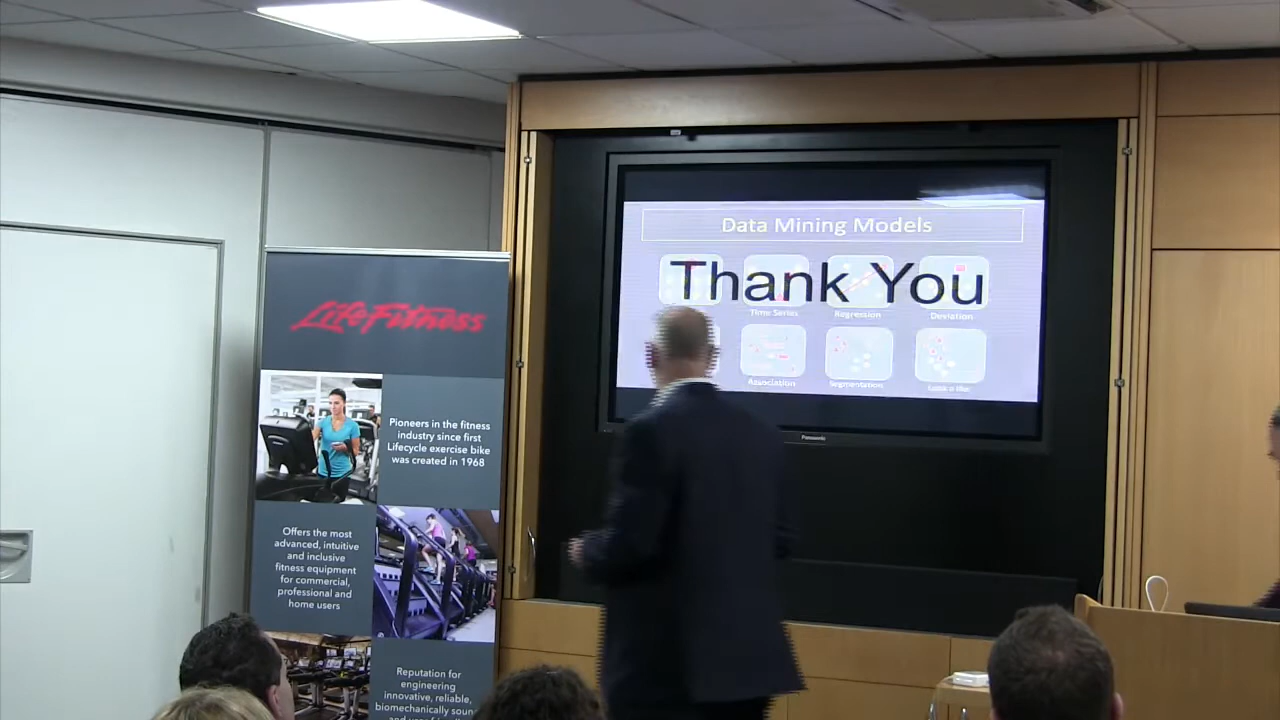 Data Mining Models
Thank You
Time Series
Regression
Deviation
Association
Segmentation
Panasonic
LifeFitness
Pioneers in the fitness
industry since first
Lifecycle exercise bike
was created in 1968
Offers the most
advanced, intuitive
and inclusive
fitness equipment
for commercial,
professional and
home users
Reputation for
engineering
innovative, reliable,
biomechanically